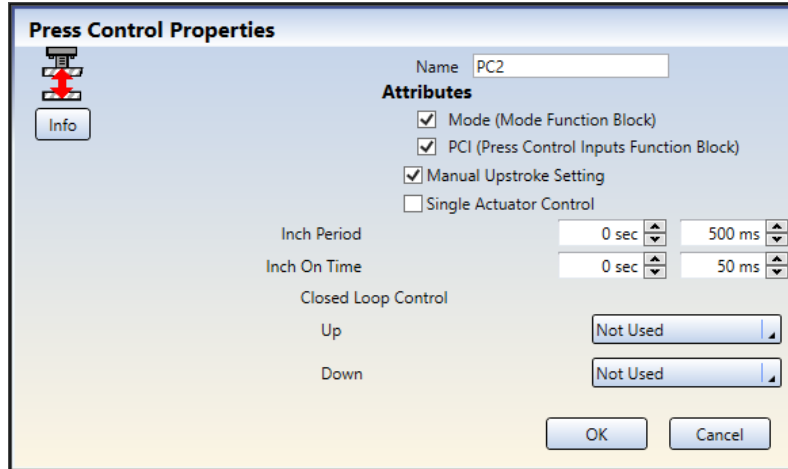 Press Control Properties
Name PC2
Attributes
Info
Mode (Mode Function Block)
PCI (Press Control Inputs Function Block)
Manual Upstroke Setting
Single Actuator Control
Inch Period 0 sec 500 ms
Inch On Time 0 sec 50 ms
Closed Loop Control
Up Not Used
Down Not Used
OK Cancel